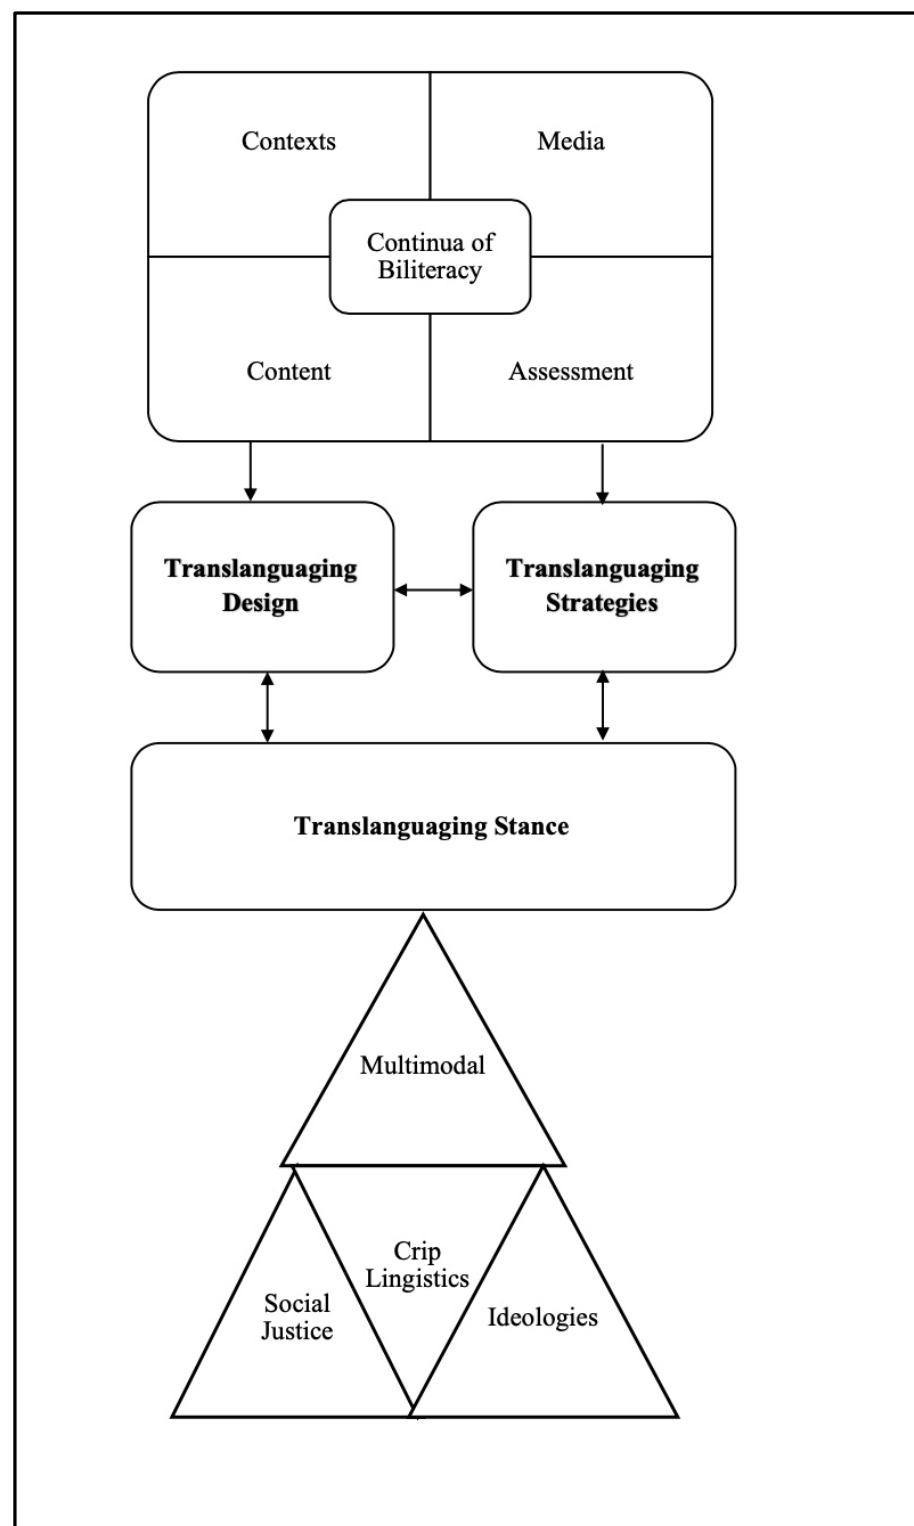 Contexts
Media
Continua of
Biliteracy
Content
Assessment
Translanguaging
Design
Translanguaging
Strategies
Translanguaging Stance
Multimodal
Crip
Lingistics
Social
Justice
Ideologies